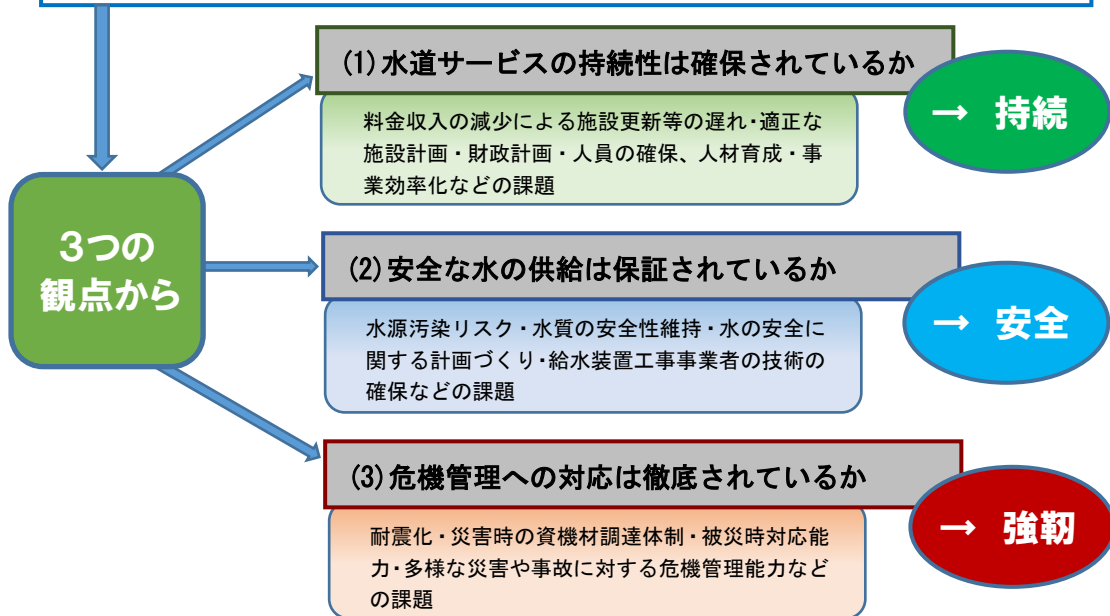 (1)水道サービスの持続性は確保されているか
→ 持続
料金収入の減少による施設更新等の遅れ・適正な
施設計画・財政計画・人員の確保、人材育成・事
業効率化などの課題
3つの
観点から
(2)安全な水の供給は保証されているか
→ 安全
水源汚染リスク・水質の安全性維持・水の安全に
関する計画づくり・給水装置工事事業者の技術の
確保などの課題
(3)危機管理への対応は徹底されているか
→ 強靭
耐震化・災害時の資機材調達体制・被災時対応能
力・多様な災害や事故に対する危機管理能力など
の課題